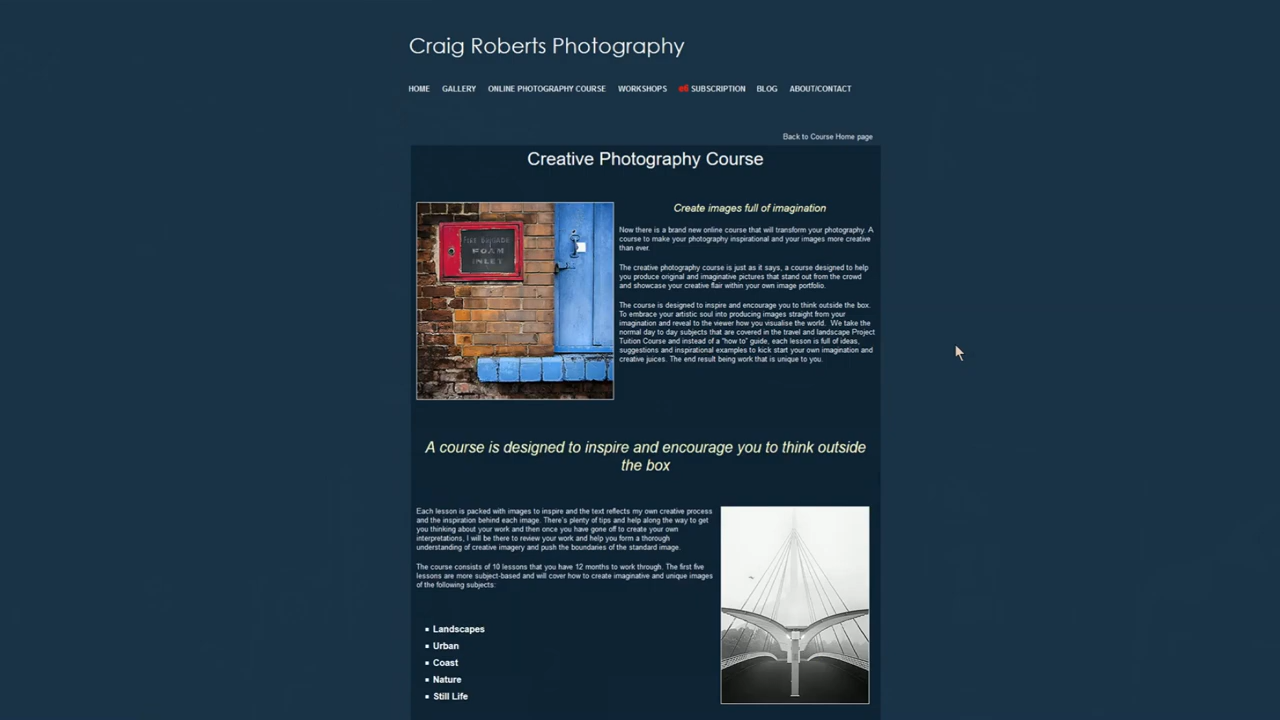 Craig Roberts Photography
HOME GALLERY ONLINE PHOTOGRAPHY COURSE WORKSHOPS SUBSCRIPTION BLOG ABOUT/CONTACT
Back to Course Home page
Creative Photography Course
FIRE BRIGADE
FOAM
INLET
Create images full of imagination
Now there is a brand new online course that will transform your photography. A
course to make your photography inspirational and your images more creative
than ever.
The creative photography course is just as it says, a course designed to help
you produce original and imaginative pictures that stand out from the crowd
and showcase your creative flair within your own image portfolio.
The course is designed to inspire and encourage you to think outside the box.
To embrace your artistic soul into producing images straight from your
imagination and reveal to the viewer how you visualise the world. We take the
normal day to day subjects that are covered in the travel and landscape Project
Tuition Course and instead of a "how to" guide, each lesson is full of ideas,
suggestions and inspirational examples to kick start your own imagination and
creative juices. The end result being work that is unique to you.
A course is designed to inspire and encourage you to think outside
the box
Each lesson is packed with images to inspire and the text reflects my own creative process
and the inspiration behind each image. There's plenty of tips and help along the way to get
you thinking about your work and then once you have gone off to create your own
interpretations, I will be there to review your work and help you form a thorough
understanding of creative imagery and push the boundaries of the standard image.
The course consists of 10 lessons that you have 12 months to work through. The first five
lessons are more subject-based and will cover how to create imaginative and unique images
of the following subjects:
Landscapes
Urban
Coast
Nature
Still Life